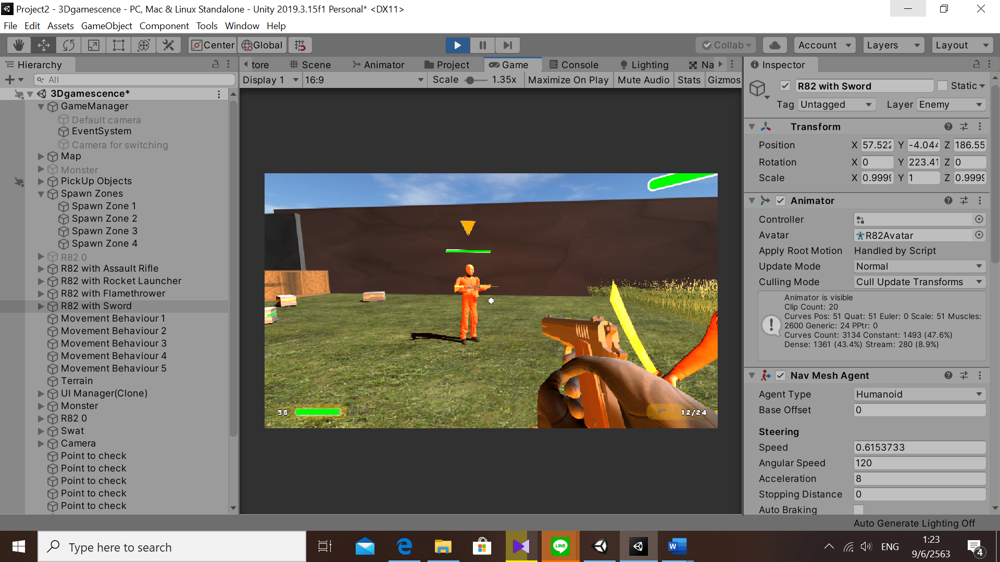 Project2 - 3Dgamescence - PC, Mac & Linux Standalone - Unity 2019.3.15f1 Personal* <DX11>
File Edit Assets GameObject Component Tools Window Help
Center Global Collab Account Layers Layout
Hierarchy
tore Scene Animator Project Game Console Lighting Na
Inspector
All
Display 1 16:9 Scale 1.35x Maximize On Play Mute Audio Stats Gizmos
3Dgamescence*
GameManager
Default camera
EventSystem
Camera for switching
Map
Monster
PickUp Objects
Spawn Zones
Spawn Zone 1
Spawn Zone 2
Spawn Zone 3
Spawn Zone 4
R82 0
R82 with Assault Rifle
R82 with Rocket Launcher
R82 with Flamethrower
R82 with Sword
Movement Behaviour 1
Movement Behaviour 2
Movement Behaviour 3
Movement Behaviour 4
Movement Behaviour 5
Terrain
UI Manager(Clone)
Monster
R82 0
Swat
Camera
Point to check
Point to check
Point to check
Point to check
Point to check
96
12/24
R82 with Sword Static
Tag Untagged Layer Enemy
Transform
Position X 57.522 Y -4.044 Z 186.55
Rotation X 0 Y 223.41 Z 0
Scale X 0.9999 Y 1 Z 0.9999
Animator
Controller
Avatar R82Avatar
Apply Root Motion Handled by Script
Update Mode Normal
Culling Mode Cull Update Transforms
Animator is visible
Clip Count: 20
Curves Pos: 51 Quat: 51 Euler: 0 Scale: 51 Muscles:
2600 Generic: 24 PPtr: 0
Curves Count: 3134 Constant: 1493 (47.6%)
Dense: 1361 (43.4%) Stream: 280 (8.9%)
Nav Mesh Agent
Agent Type Humanoid
Base Offset 0
Steering
Speed 0.6153733
Angular Speed 120
Acceleration 8
Stopping Distance 0
Auto Braking
Auto Generate Lighting Off
Type here to search
LINE
W
ENG
1:23
9/6/2563
4